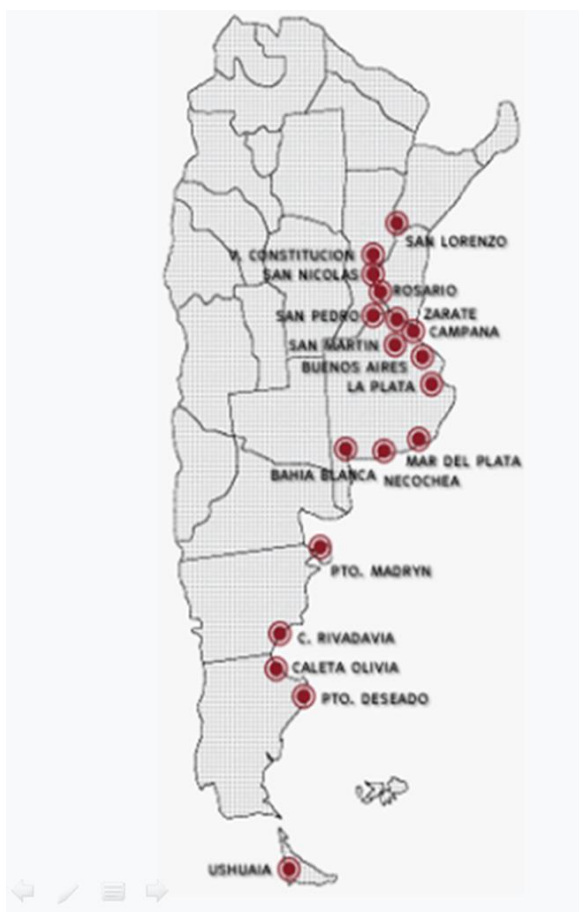 SAN LORENZO
V. CONSTITUCION
SAN NICOLAS
ROSARIO
SAN PEDRO
ZARATE
CAMPANA
SAN MARTIN
BUENOS AIRES
LA PLATA
MAR DEL PLATA
BAHIA BLANCA
NECOCHEA
PTO. MADRYN
C. RIVADAVIA
CALETA OLIVIA
PTO. DESEADO
USHUAIA